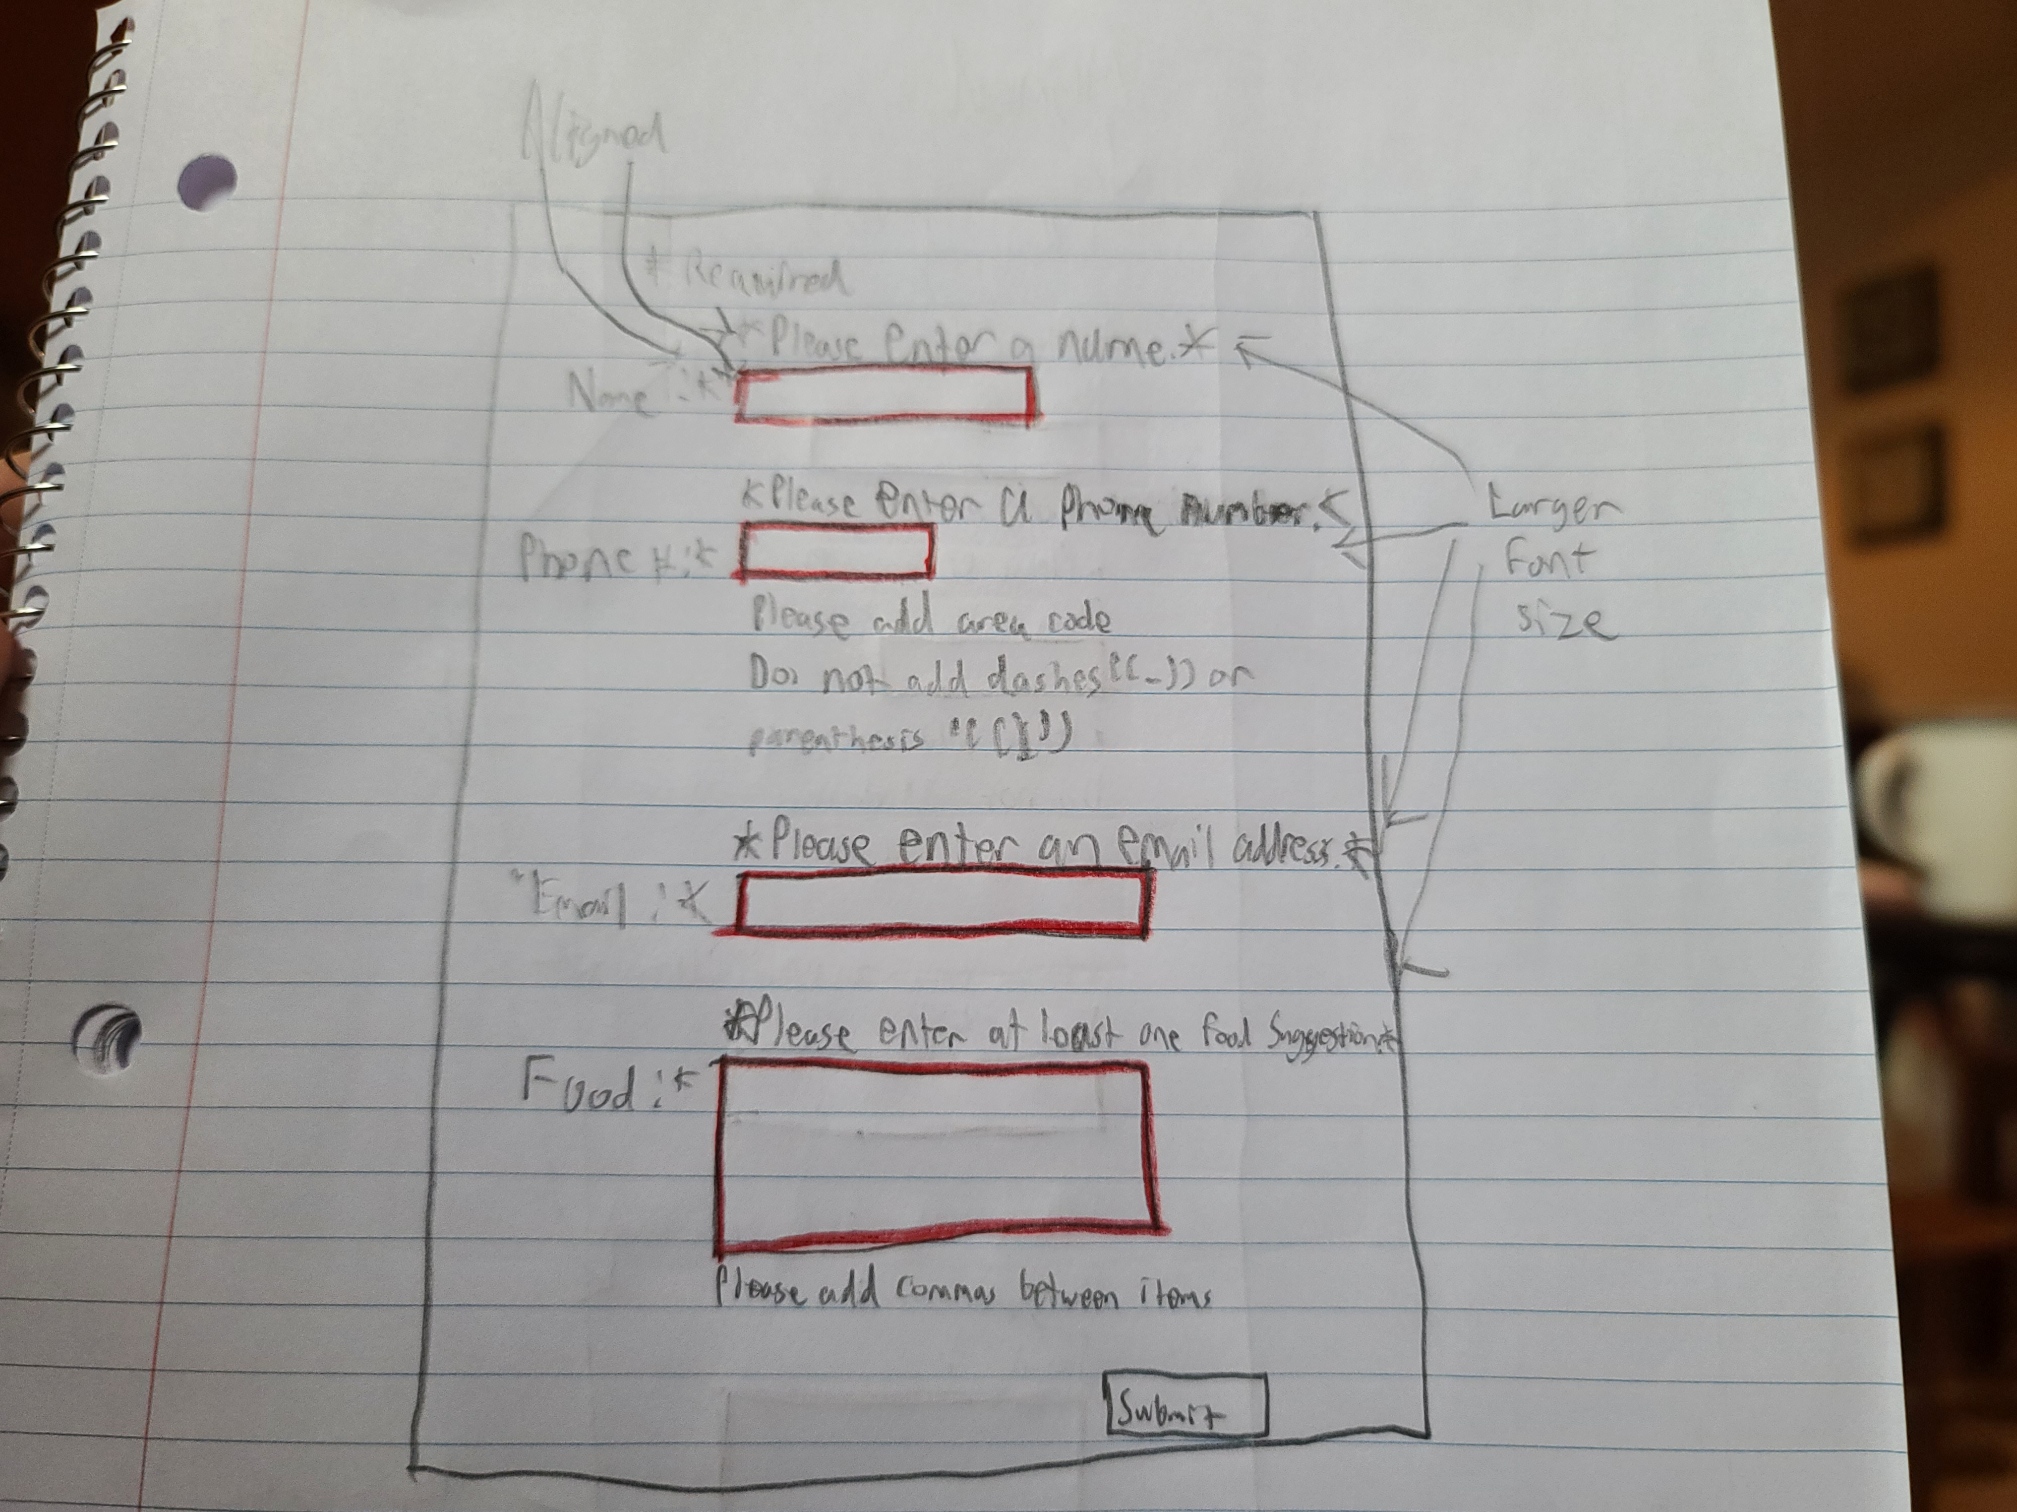 Aligned
* Required
*Please enter a name.*
Name :*
*Please enter a phone number.*
Larger
Font
size
Phone #:*
Please add area code
Do not add dashes"(-)) or
parenthesis "( ( ) ))
*Please enter an email address.*
Email :*
*Please enter at least one food suggestion.*
Food :*
Please add commas between items
Submit